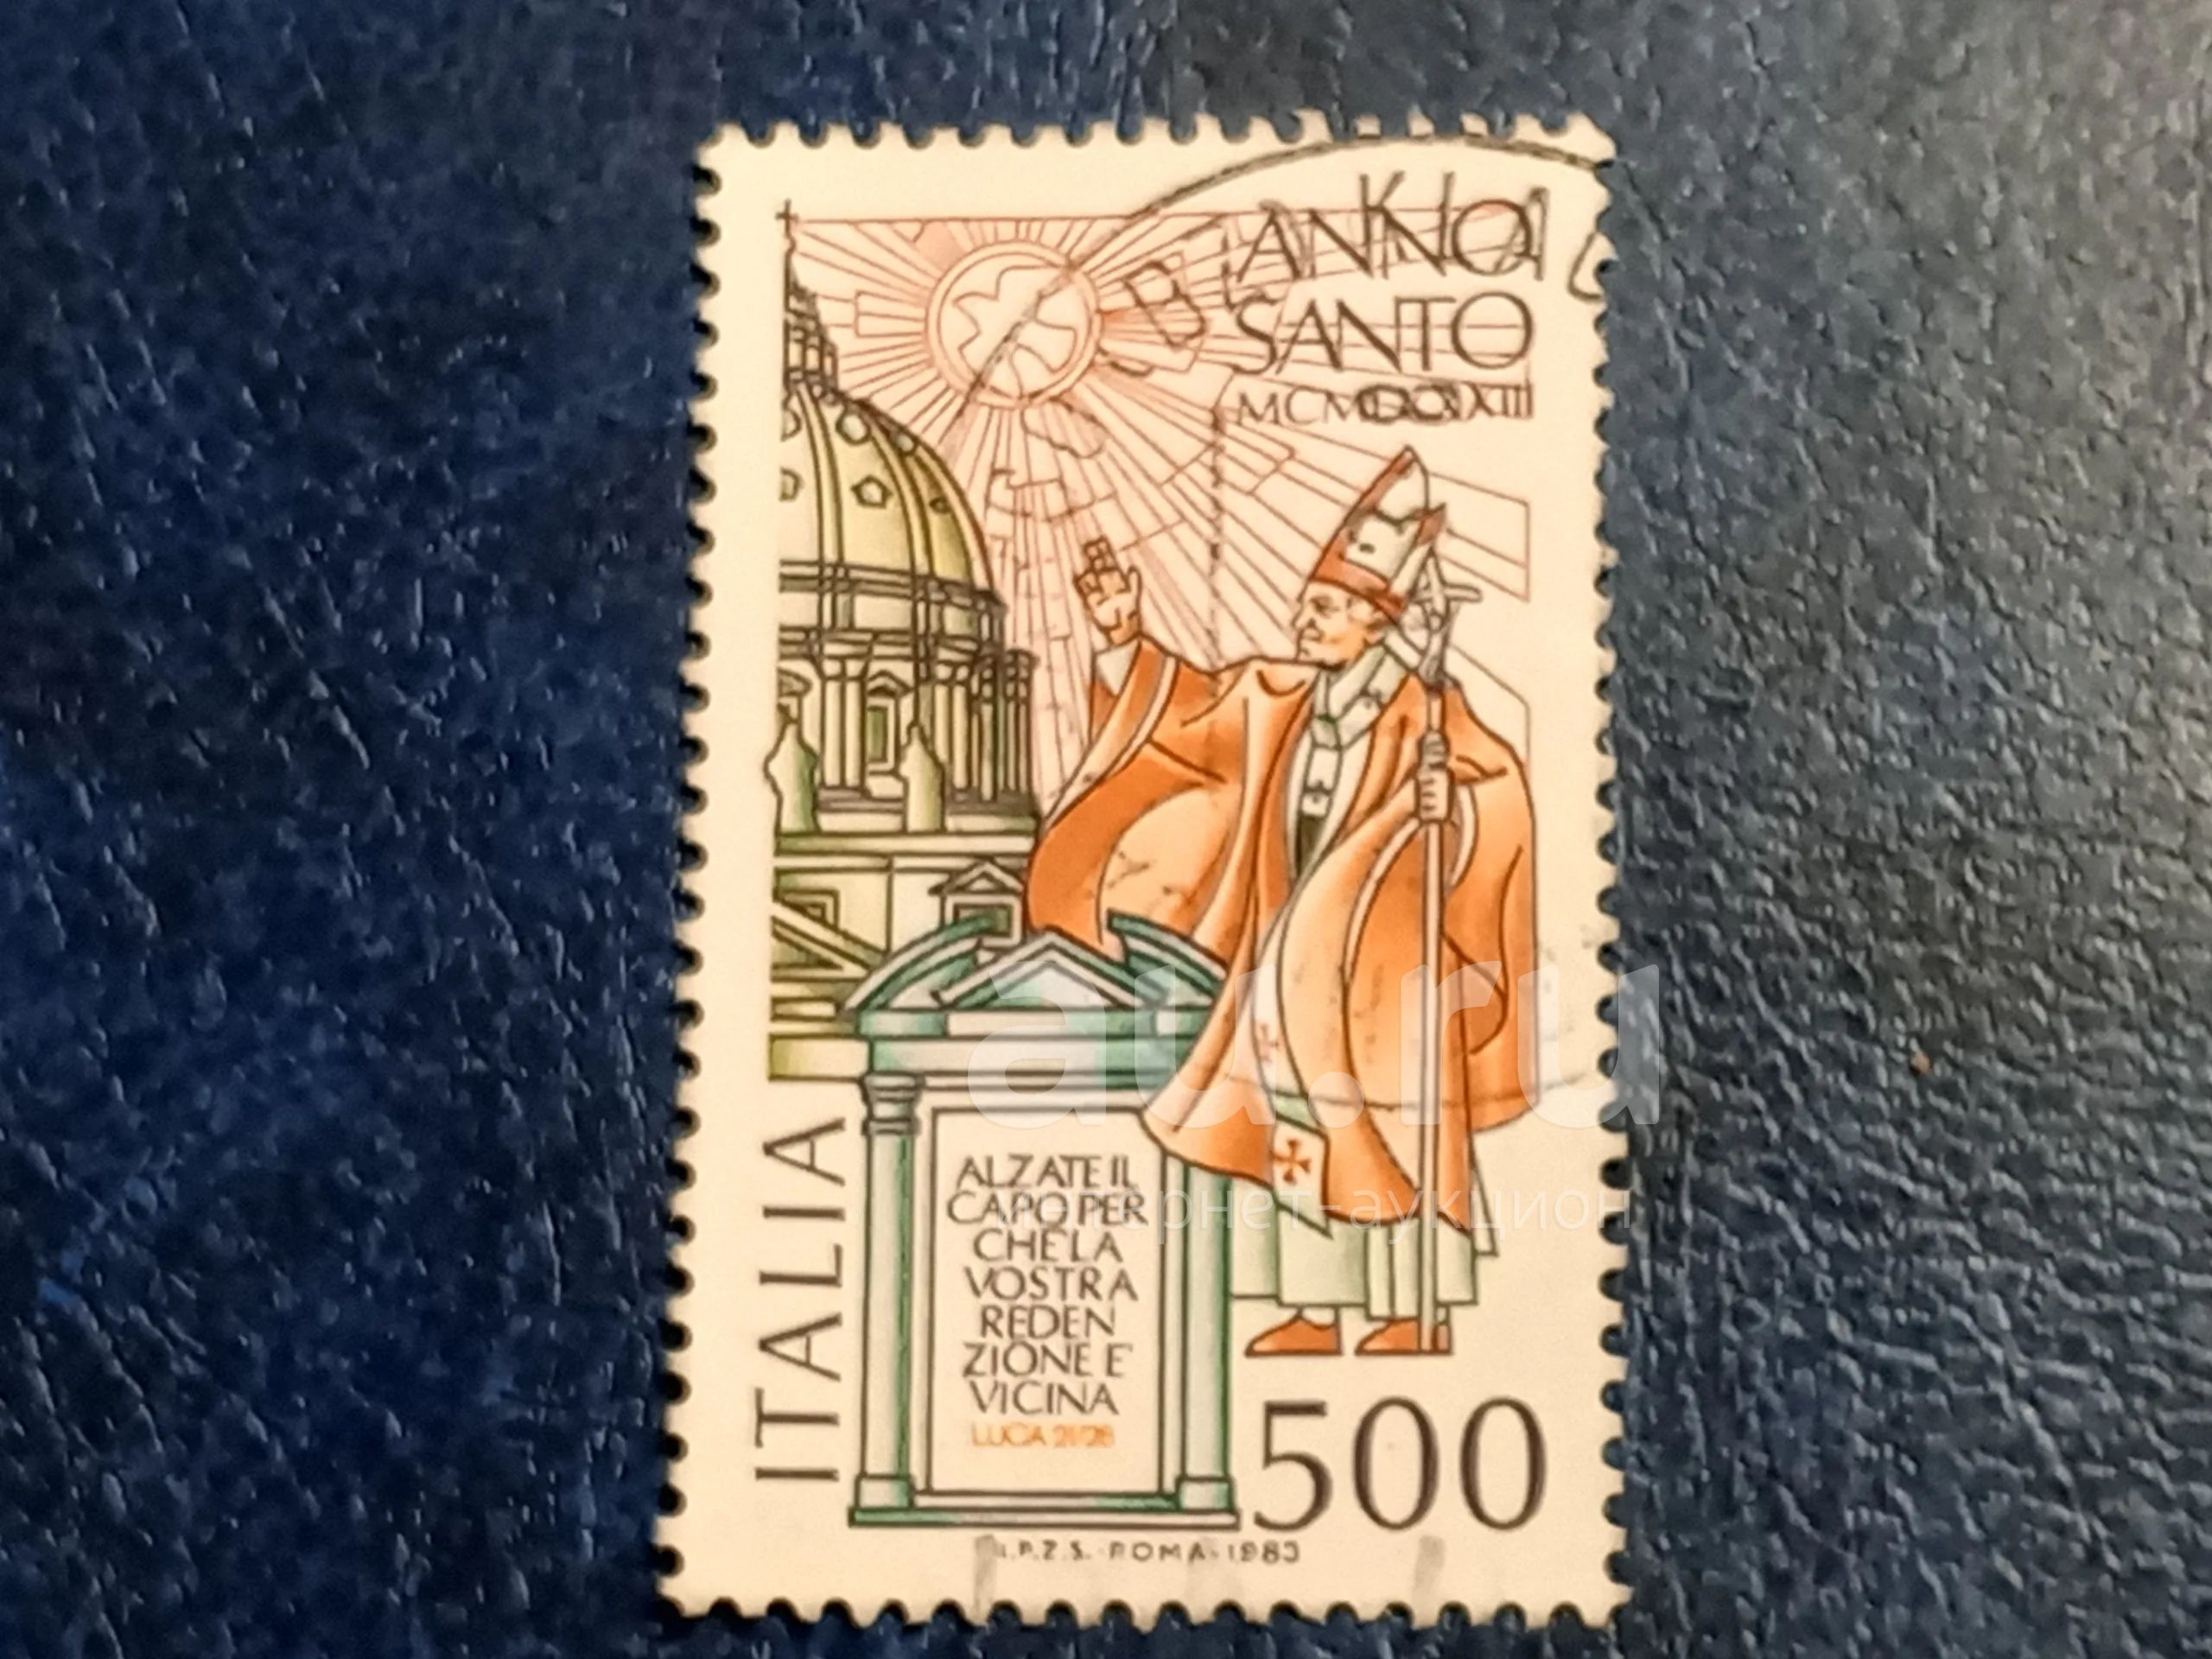 ANNO
SANTO
MCMLXXXIII
ALZATE IL
CAPO PER
CHE LA
VOSTRA
REDEN
ZIONE E'
VICINA
LUCA 21/28
ITALIA
500
I.P.Z.S. - ROMA - 1983
au.ru
интернет-аукцион